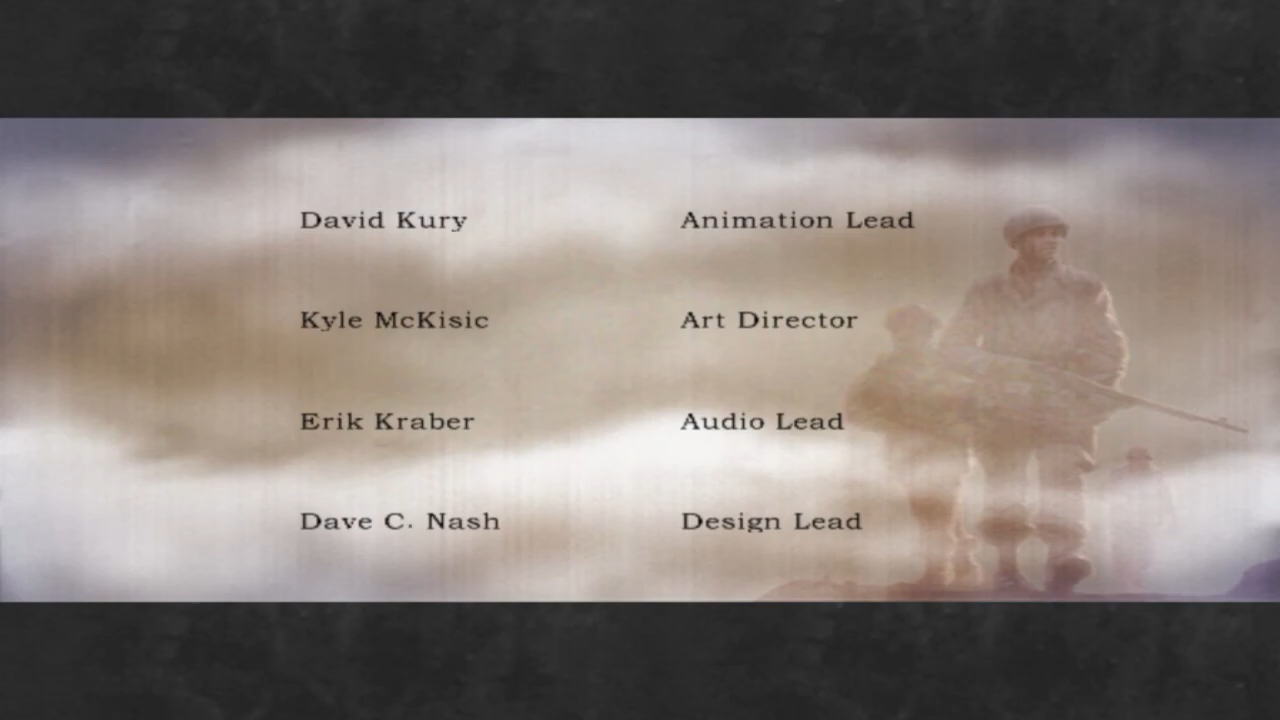 David Kury Animation Lead
Kyle McKisic Art Director
Erik Kraber Audio Lead
Dave C. Nash Design Lead